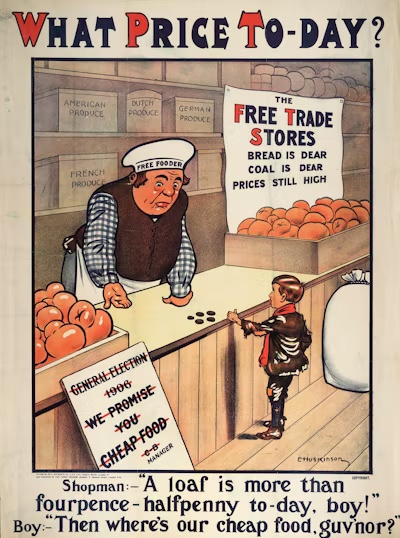 WHAT PRICE TO-DAY?
AMERICAN
PRODUCE
DUTCH
PRODUCE
GERMAN
PRODUCE
FRENCH
PRODUCE
FREE FOODER
THE
FREE TRADE
STORES
BREAD IS DEAR
COAL IS DEAR
PRICES STILL HIGH
GENERAL ELECTION
1906
WE PROMISE
YOU
CHEAP FOOD
C-B
MANAGER
E HUSKINSON
COPYRIGHT.
Shopman:-"A loaf is more than
fourpence-halfpenny to-day, boy!"
Boy:-"Then where's our cheap food, guv'nor?"